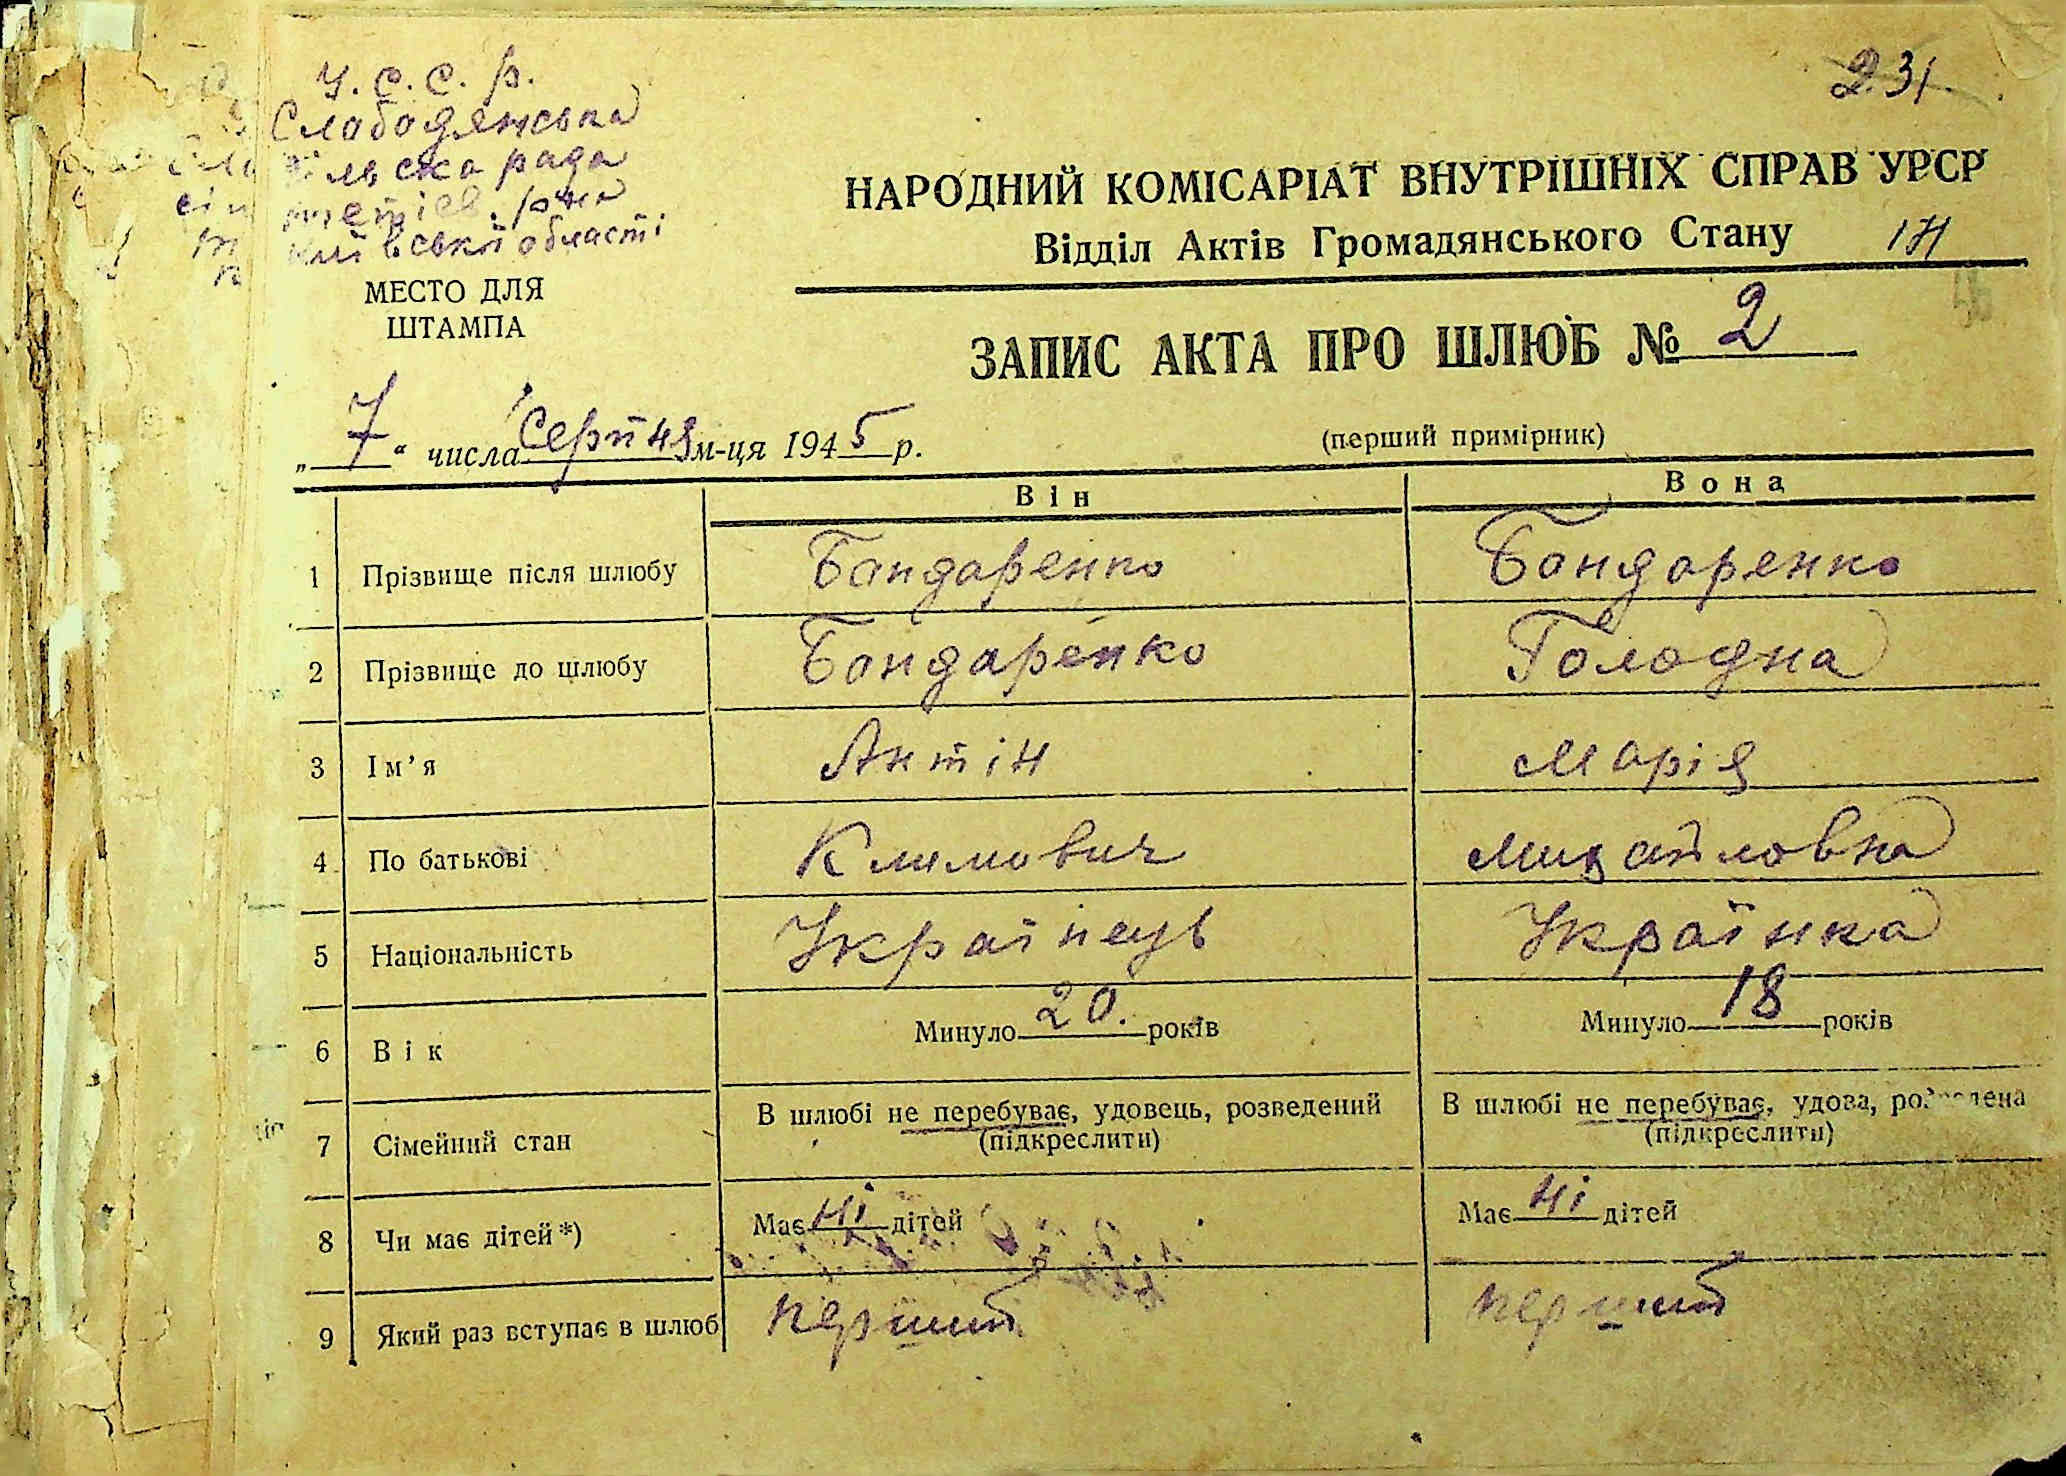 У.С.С.р.
Слабодянська
сільска рада
київської області
231.
НАРОДНИЙ КОМІСАРІАТ ВНУТРІШНІХ СПРАВ УРСР
Відділ Актів Громадянського Стану
МЕСТО ДЛЯ
ШТАМПА
ЗАПИС АКТА ПРО ШЛЮБ № 2
„ 7 “ числа Серпня м-ця 1945 р.
(перший примірник)
Він Вона
1 Прізвище після шлюбу Бондаренко Бондаренко
2 Прізвище до шлюбу Бондаренко Голодна
3 Ім’я Антін Марія
4 По батькові Климович Михайловна
5 Національність Українець Українка
6 Вік Минуло 20. років Минуло 18 років
7 Сімейний стан В шлюбі не перебуває, удовець, розведений В шлюбі не перебуває, удова, розведена
(підкреслити) (підкреслити)
8 Чи має дітей*) Має Ні дітей Має Ні дітей
9 Який раз вступає в шлюб перший перший